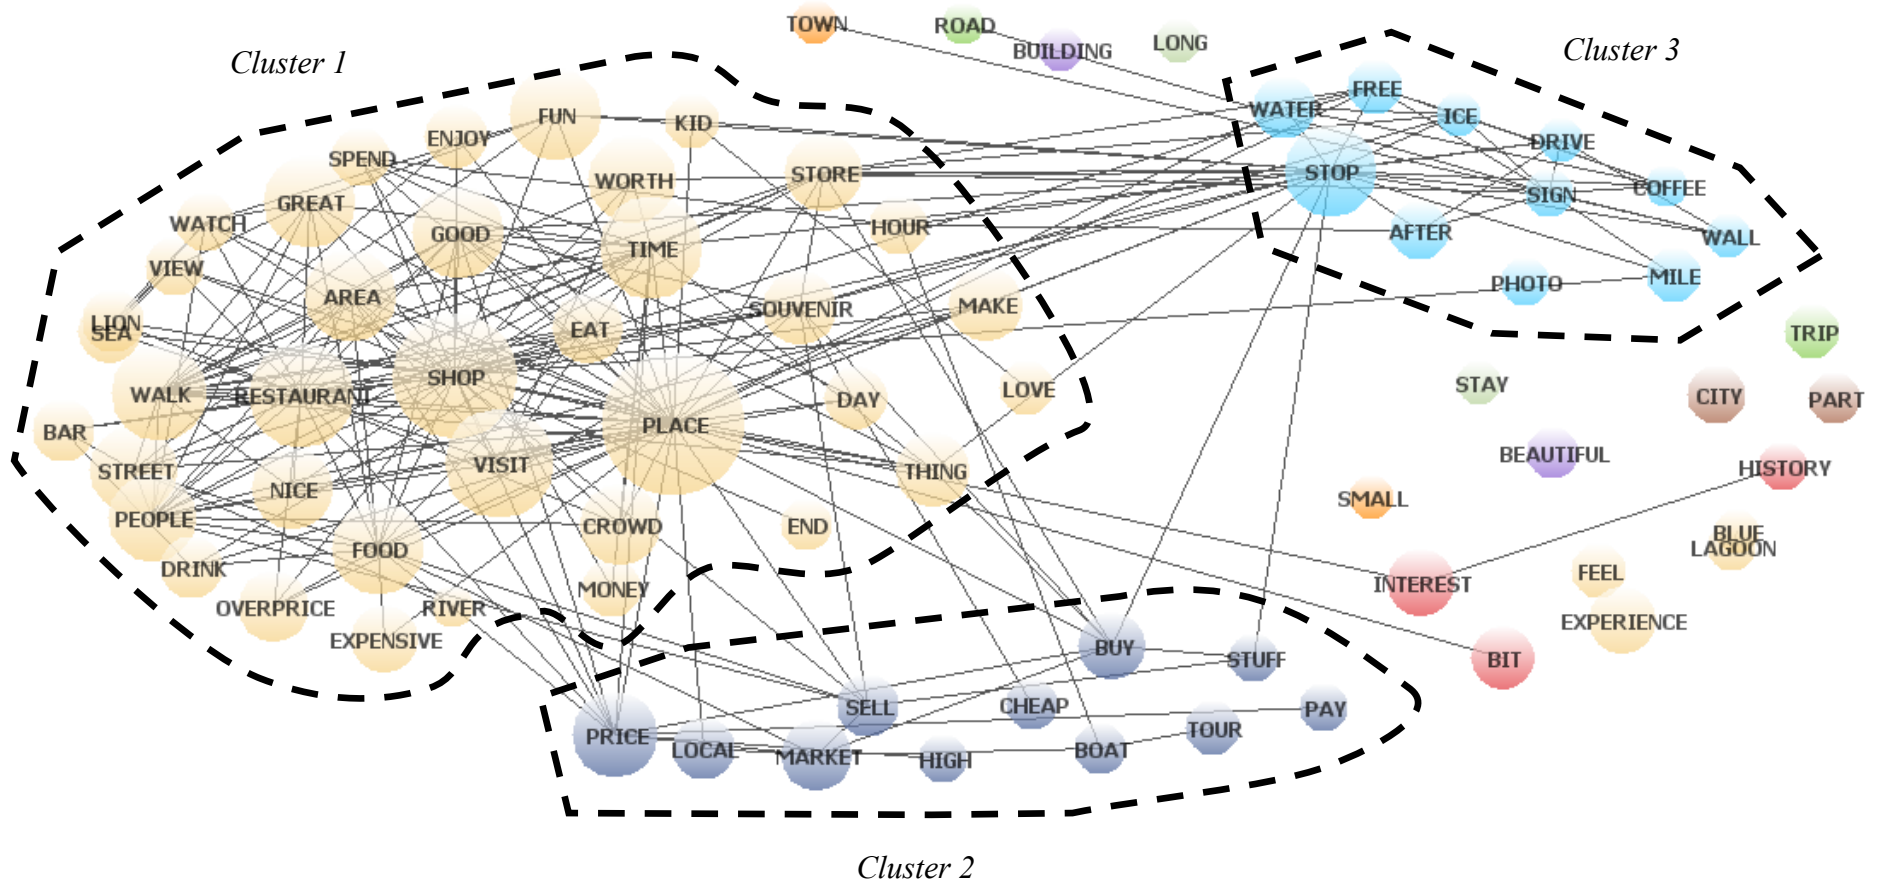 TOWN
ROAD
BUILDING
LONG
Cluster 1
Cluster 3
FUN
KID
ENJOY
SPEND
WORTH
STORE
GREAT
WATCH
GOOD
TIME
HOUR
VIEW
AREA
SOUVENIR
MAKE
LION
SEA
EAT
SHOP
WALK
RESTAURANT
PLACE
DAY
LOVE
BAR
STREET
VISIT
THING
NICE
PEOPLE
CROWD
END
FOOD
DRINK
MONEY
OVERPRICE
RIVER
EXPENSIVE
WATER
FREE
ICE
DRIVE
STOP
SIGN
COFFEE
AFTER
WALL
PHOTO
MILE
TRIP
STAY
CITY
PART
BEAUTIFUL
HISTORY
SMALL
BLUE
LAGOON
INTEREST
FEEL
EXPERIENCE
BIT
BUY
STUFF
SELL
CHEAP
PAY
PRICE
LOCAL
MARKET
HIGH
BOAT
TOUR
Cluster 2